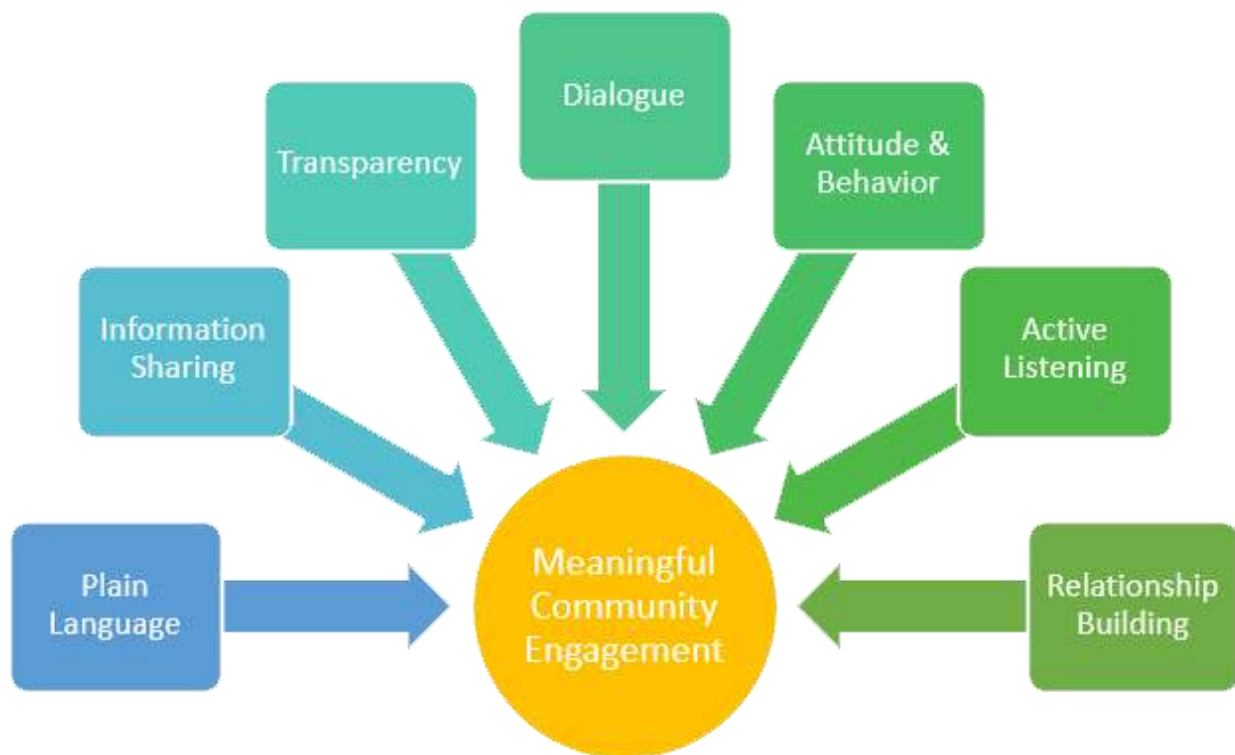 Dialogue
Transparency
Attitude &
Behavior
Information
Sharing
Active
Listening
Plain
Language
Meaningful
Community
Engagement
Relationship
Building